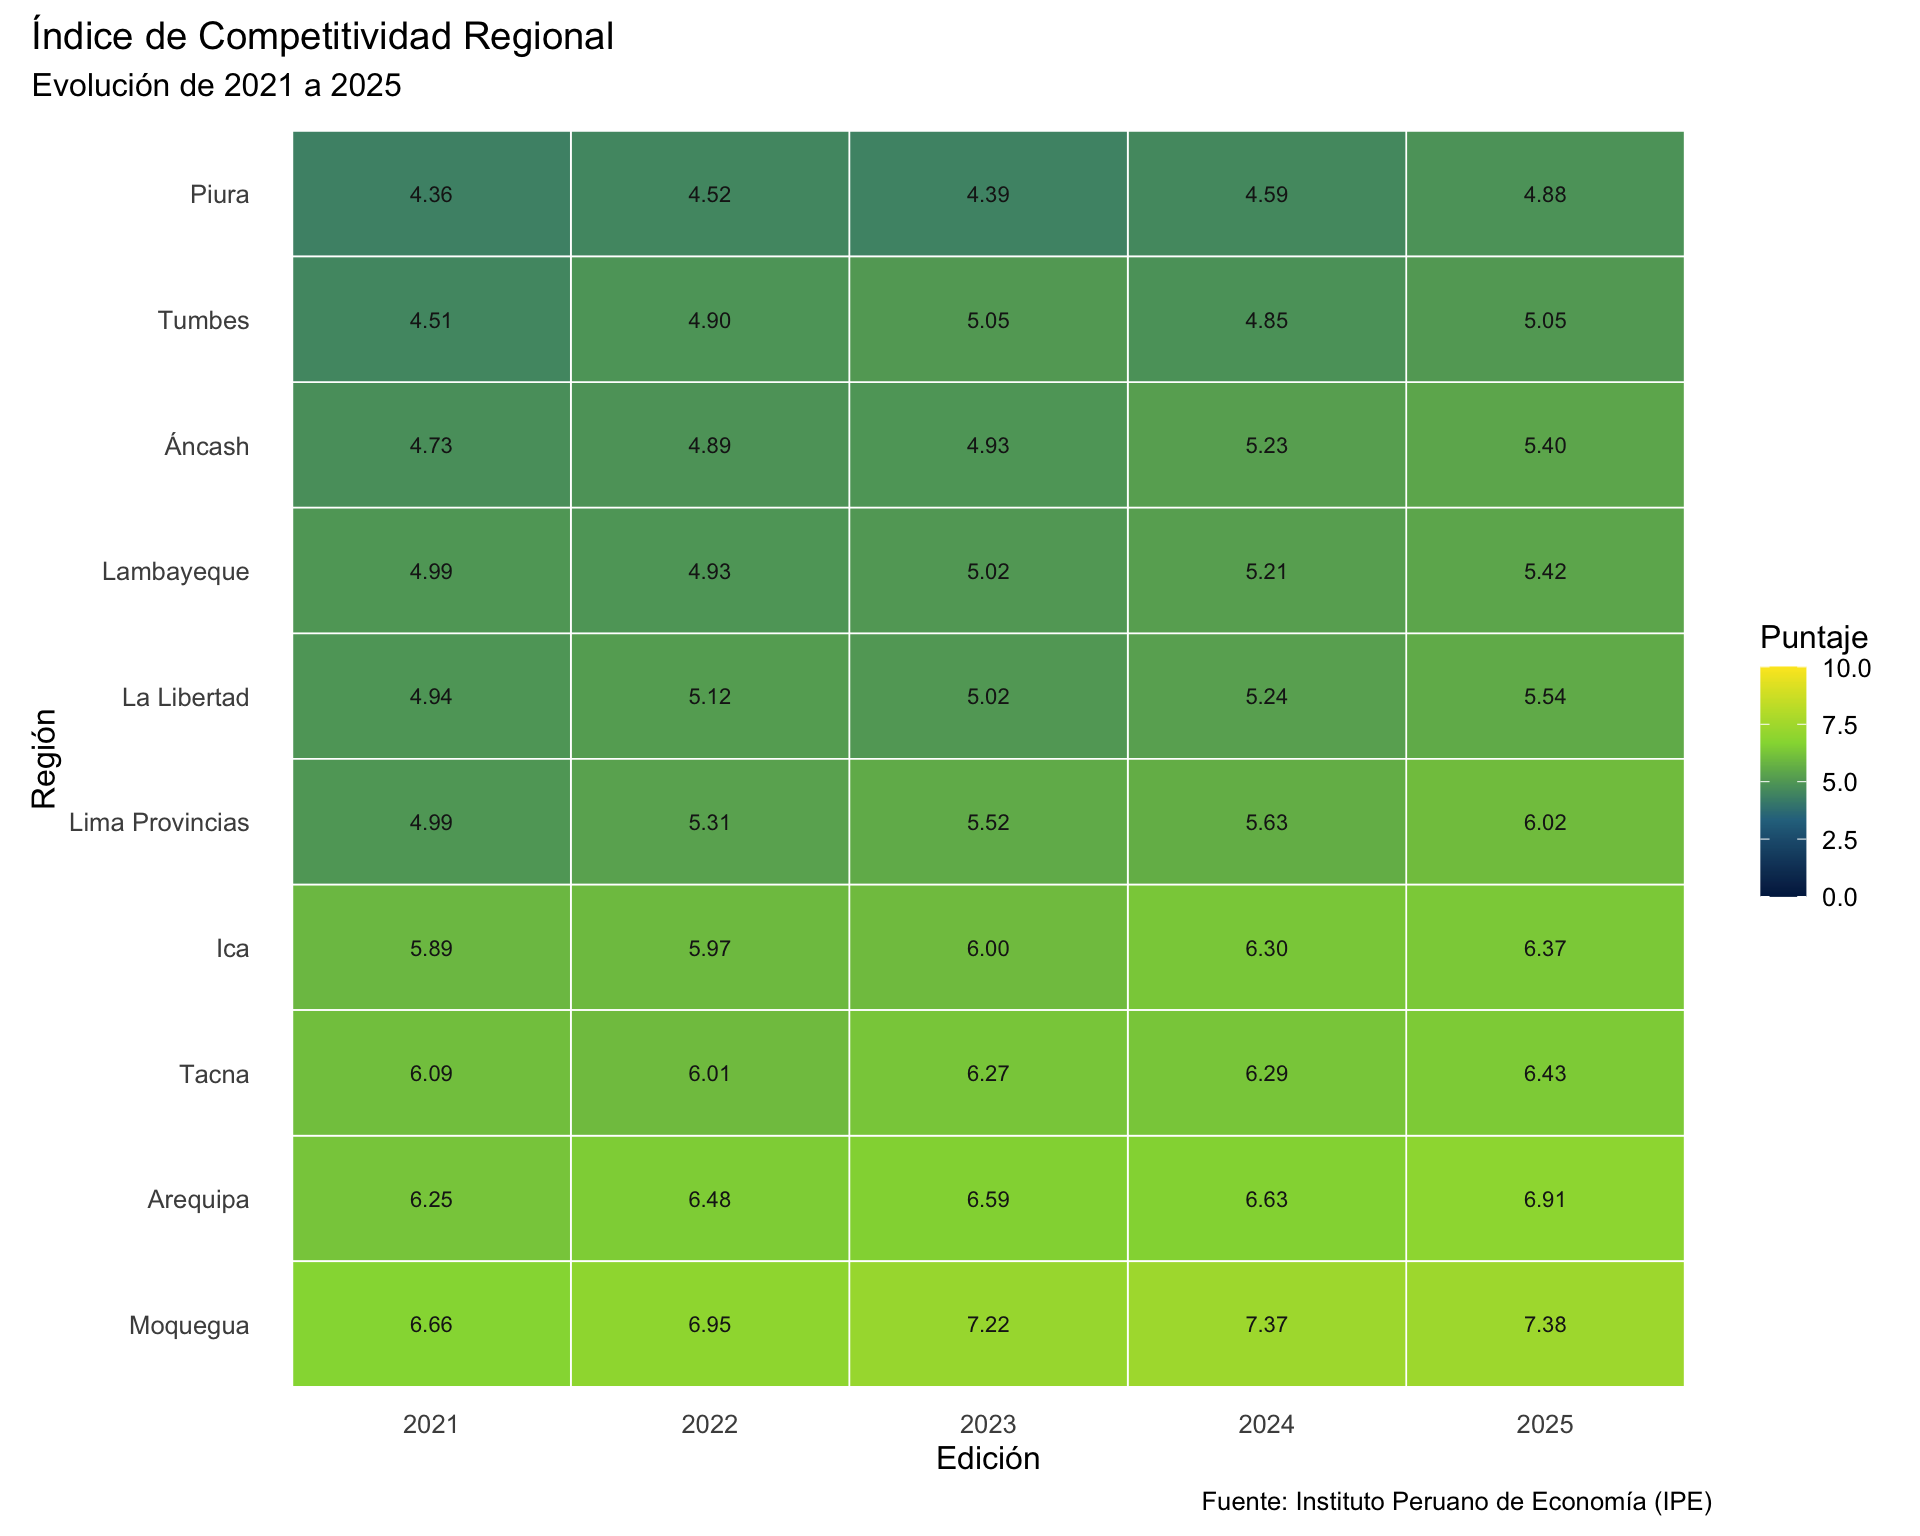 Índice de Competitividad Regional
Evolución de 2021 a 2025
Región
Piura 4.36 4.52 4.39 4.59 4.88
Tumbes 4.51 4.90 5.05 4.85 5.05
Áncash 4.73 4.89 4.93 5.23 5.40
Lambayeque 4.99 4.93 5.02 5.21 5.42
La Libertad 4.94 5.12 5.02 5.24 5.54
Lima Provincias 4.99 5.31 5.52 5.63 6.02
Ica 5.89 5.97 6.00 6.30 6.37
Tacna 6.09 6.01 6.27 6.29 6.43
Arequipa 6.25 6.48 6.59 6.63 6.91
Moquegua 6.66 6.95 7.22 7.37 7.38
2021 2022 2023 2024 2025
Edición
Puntaje
10.0
7.5
5.0
2.5
0.0
Fuente: Instituto Peruano de Economía (IPE)